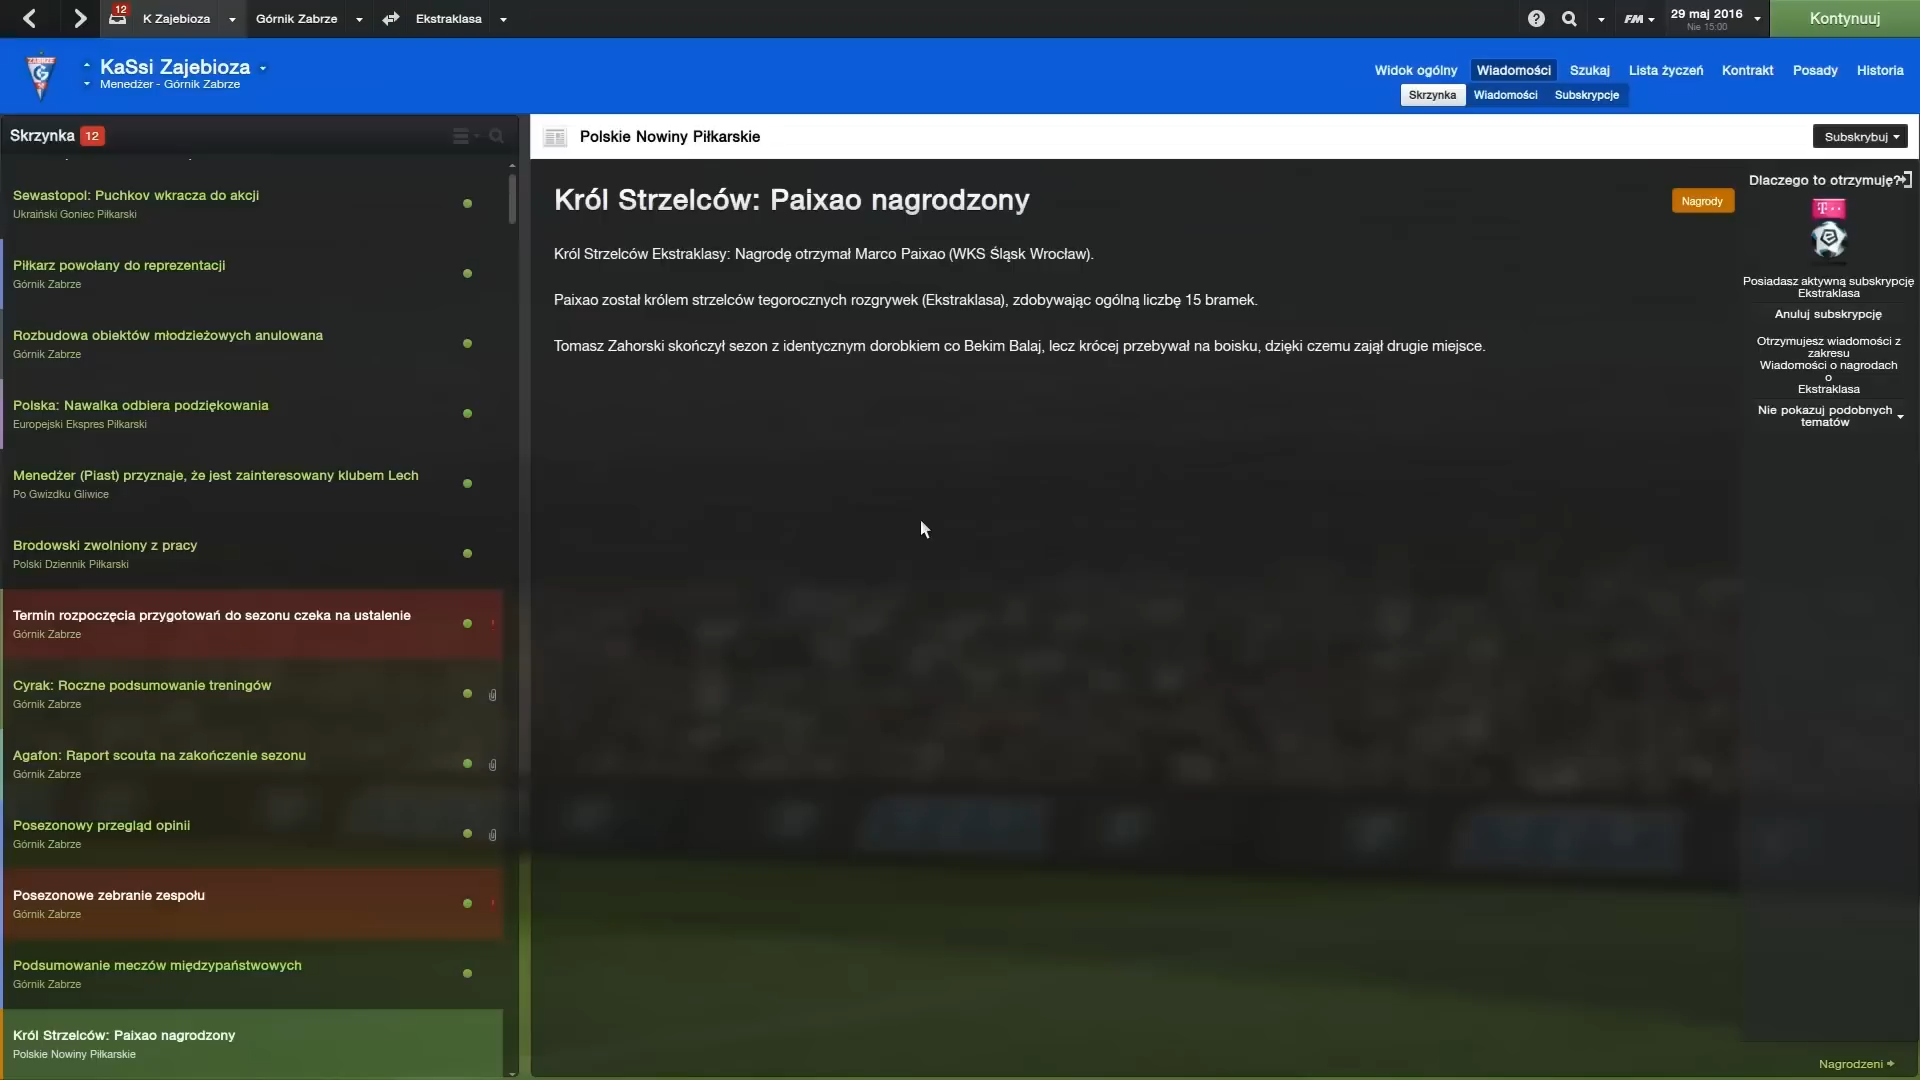 12
K Zajebioza
Górnik Zabrze
Ekstraklasa
FM
29 maj 2016
Nie 15:00
Kontynuuj
KaSsi Zajebioza
Menedżer - Górnik Zabrze
Widok ogólny
Wiadomości
Szukaj
Lista życzeń
Kontrakt
Posady
Historia
Skrzynka
Wiadomości
Subskrypcje
Skrzynka 12
Sewastopol: Puchkov wkracza do akcji
Ukraiński Goniec Piłkarski
Piłkarz powołany do reprezentacji
Górnik Zabrze
Rozbudowa obiektów młodzieżowych anulowana
Górnik Zabrze
Polska: Nawalka odbiera podziękowania
Europejski Ekspres Piłkarski
Menedżer (Piast) przyznaje, że jest zainteresowany klubem Lech
Po Gwizdku Gliwice
Brodowski zwolniony z pracy
Polski Dziennik Piłkarski
Termin rozpoczęcia przygotowań do sezonu czeka na ustalenie
Górnik Zabrze
Cyrak: Roczne podsumowanie treningów
Górnik Zabrze
Agafon: Raport scouta na zakończenie sezonu
Górnik Zabrze
Posezonowy przegląd opinii
Górnik Zabrze
Posezonowe zebranie zespołu
Górnik Zabrze
Podsumowanie meczów międzypaństwowych
Górnik Zabrze
Król Strzelców: Paixao nagrodzony
Polskie Nowiny Piłkarskie
Polskie Nowiny Piłkarskie
Subskrybuj
Król Strzelców: Paixao nagrodzony
Nagrody
Król Strzelców Ekstraklasy: Nagrodę otrzymał Marco Paixao (WKS Śląsk Wrocław).
Paixao został królem strzelców tegorocznych rozgrywek (Ekstraklasa), zdobywając ogólną liczbę 15 bramek.
Tomasz Zahorski skończył sezon z identycznym dorobkiem co Bekim Balaj, lecz krócej przebywał na boisku, dzięki czemu zajął drugie miejsce.
Dlaczego to otrzymuję?
T
Posiadasz aktywną subskrypcję
Ekstraklasa
Anuluj subskrypcję
Otrzymujesz wiadomości z
zakresu
Wiadomości o nagrodach
o
Ekstraklasa
Nie pokazuj podobnych
tematów
Nagrodzeni